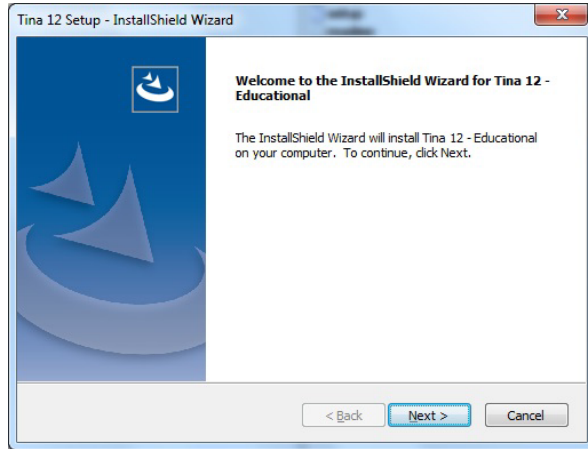 Tina 12 Setup - InstallShield Wizard
Welcome to the InstallShield Wizard for Tina 12 -
Educational
The InstallShield Wizard will install Tina 12 - Educational
on your computer. To continue, click Next.
< Back
Next >
Cancel